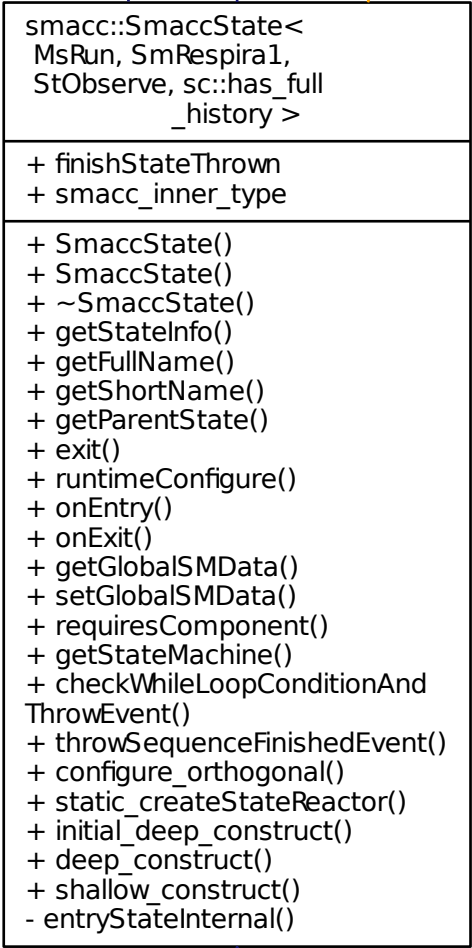 smacc::SmaccState<
MsRun, SmRespira1,
StObserve, sc::has_full
_history >
+ finishStateThrown
+ smacc_inner_type
+ SmaccState()
+ SmaccState()
+ ~SmaccState()
+ getStateInfo()
+ getFullName()
+ getShortName()
+ getParentState()
+ exit()
+ runtimeConfigure()
+ onEntry()
+ onExit()
+ getGlobalSMData()
+ setGlobalSMData()
+ requiresComponent()
+ getStateMachine()
+ checkWhileLoopConditionAnd
ThrowEvent()
+ throwSequenceFinishedEvent()
+ configure_orthogonal()
+ static_createStateReactor()
+ initial_deep_construct()
+ deep_construct()
+ shallow_construct()
- entryStateInternal()